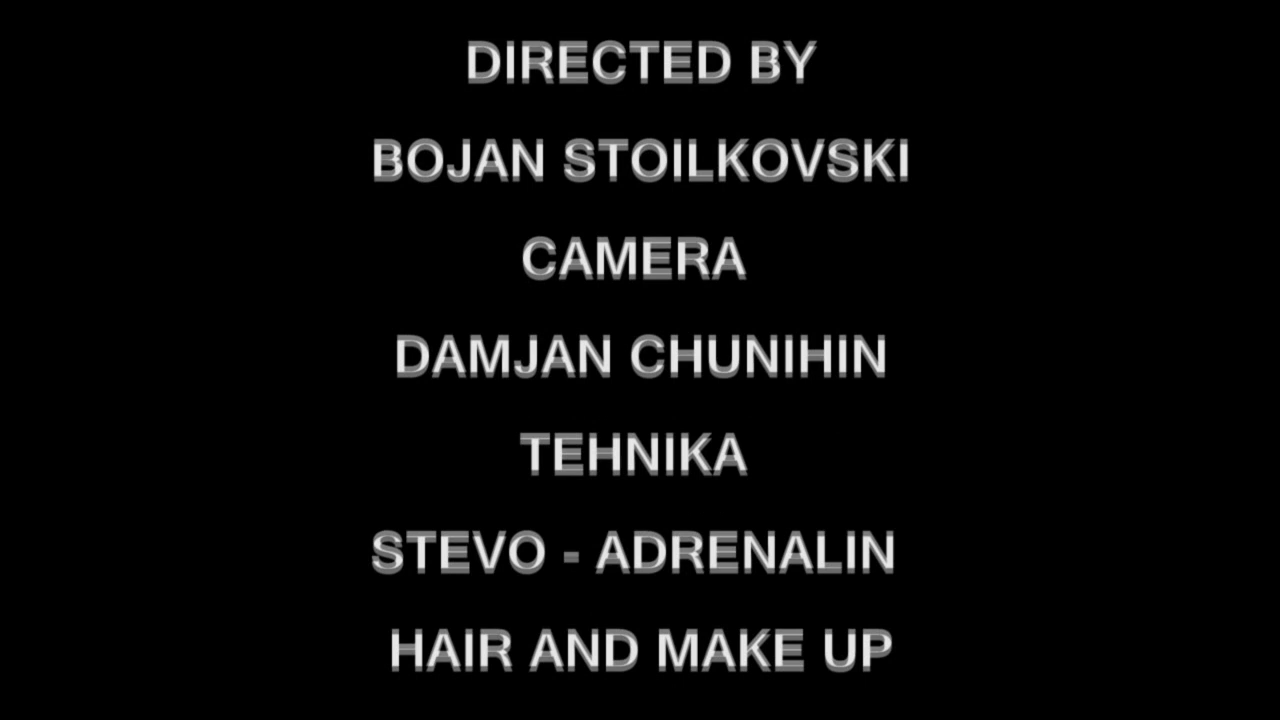 DIRECTED BY
BOJAN STOILKOVSKI
CAMERA
DAMJAN CHUNIHIN
TEHNIKA
STEVO - ADRENALIN
HAIR AND MAKE UP